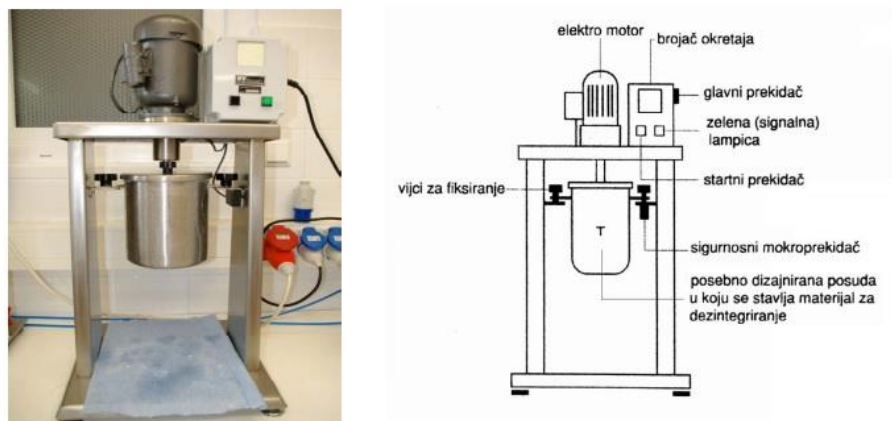 elektro motor
brojač okretaja
glavni prekidač
zelena (signalna)
lampica
startni prekidač
vijci za fiksiranje
T
sigurnosni mokroprekidač
posebno dizajnirana posuda
u koju se stavlja materijal za
dezintegriranje